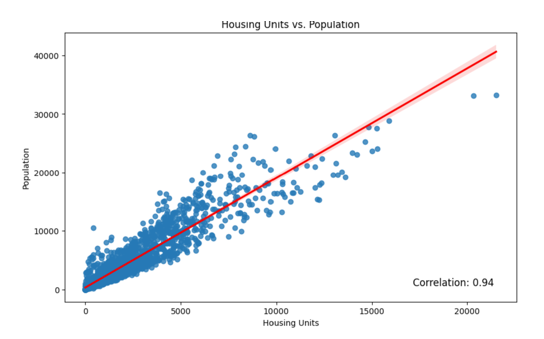 Housing Units vs. Population
40000
30000
20000
10000
0
Population
Correlation: 0.94
0 5000 10000 15000 20000
Housing Units